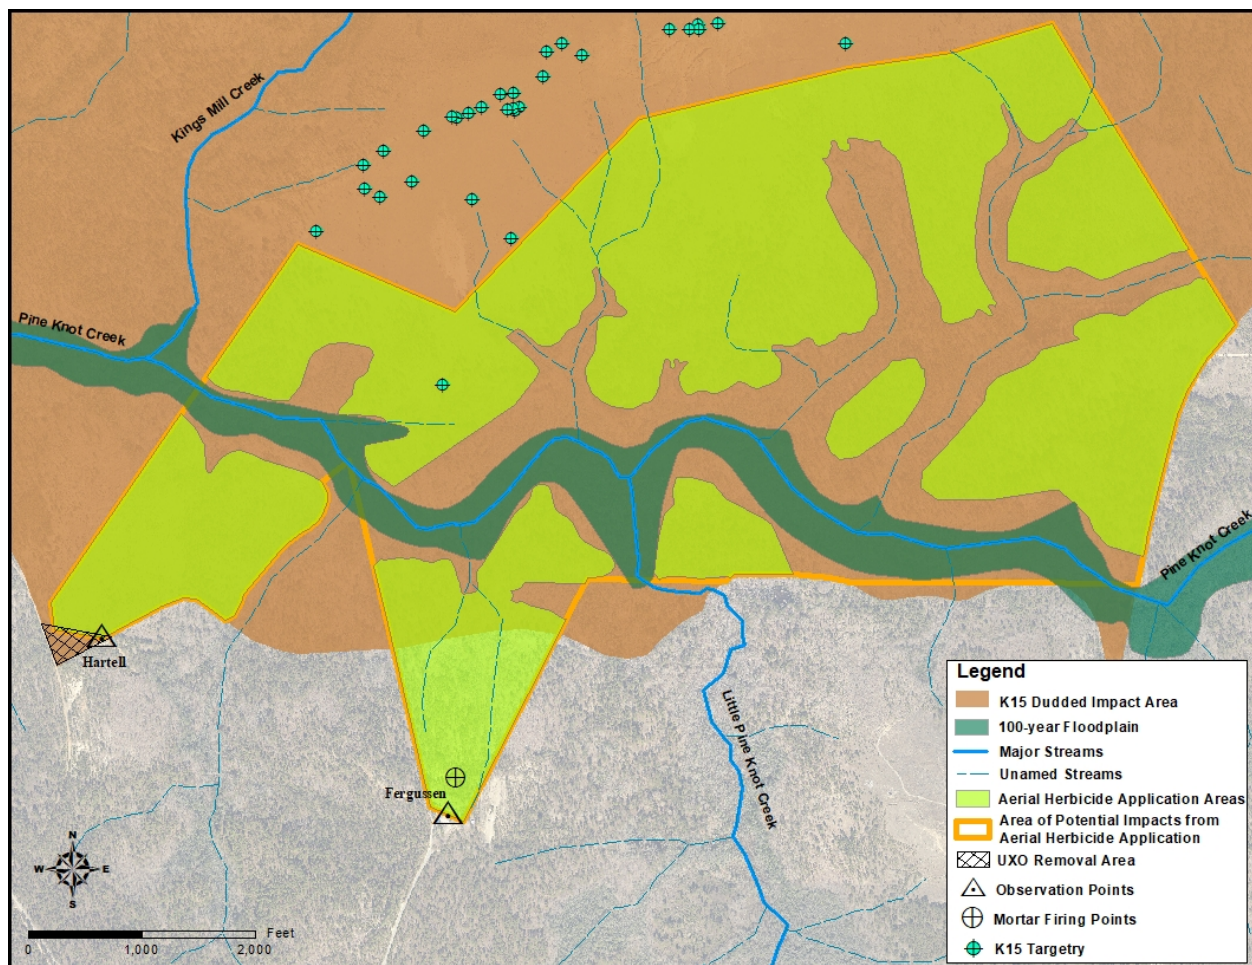 Kings Mill Creek
Pine Knot Creek
Pine Knot Creek
Hartell
Little Pine Knot Creek
Fergussen
N
W E
S
Feet
0 1,000 2,000
Legend
K15 Dudded Impact Area
100-year Floodplain
Major Streams
Unamed Streams
Aerial Herbicide Application Areas
Area of Potential Impacts from
Aerial Herbicide Application
UXO Removal Area
Observation Points
Mortar Firing Points
K15 Targetry